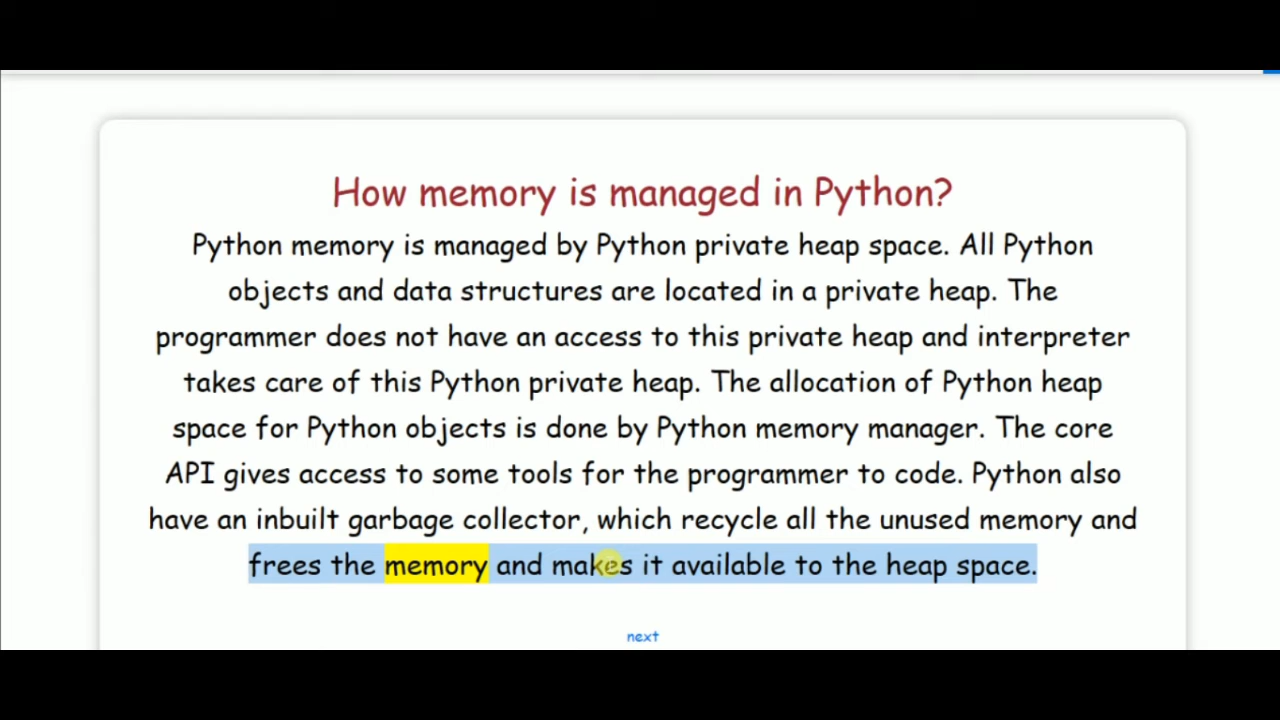 How memory is managed in Python?
Python memory is managed by Python private heap space. All Python
objects and data structures are located in a private heap. The
programmer does not have an access to this private heap and interpreter
takes care of this Python private heap. The allocation of Python heap
space for Python objects is done by Python memory manager. The core
API gives access to some tools for the programmer to code. Python also
have an inbuilt garbage collector, which recycle all the unused memory and
frees the memory and makes it available to the heap space.
next